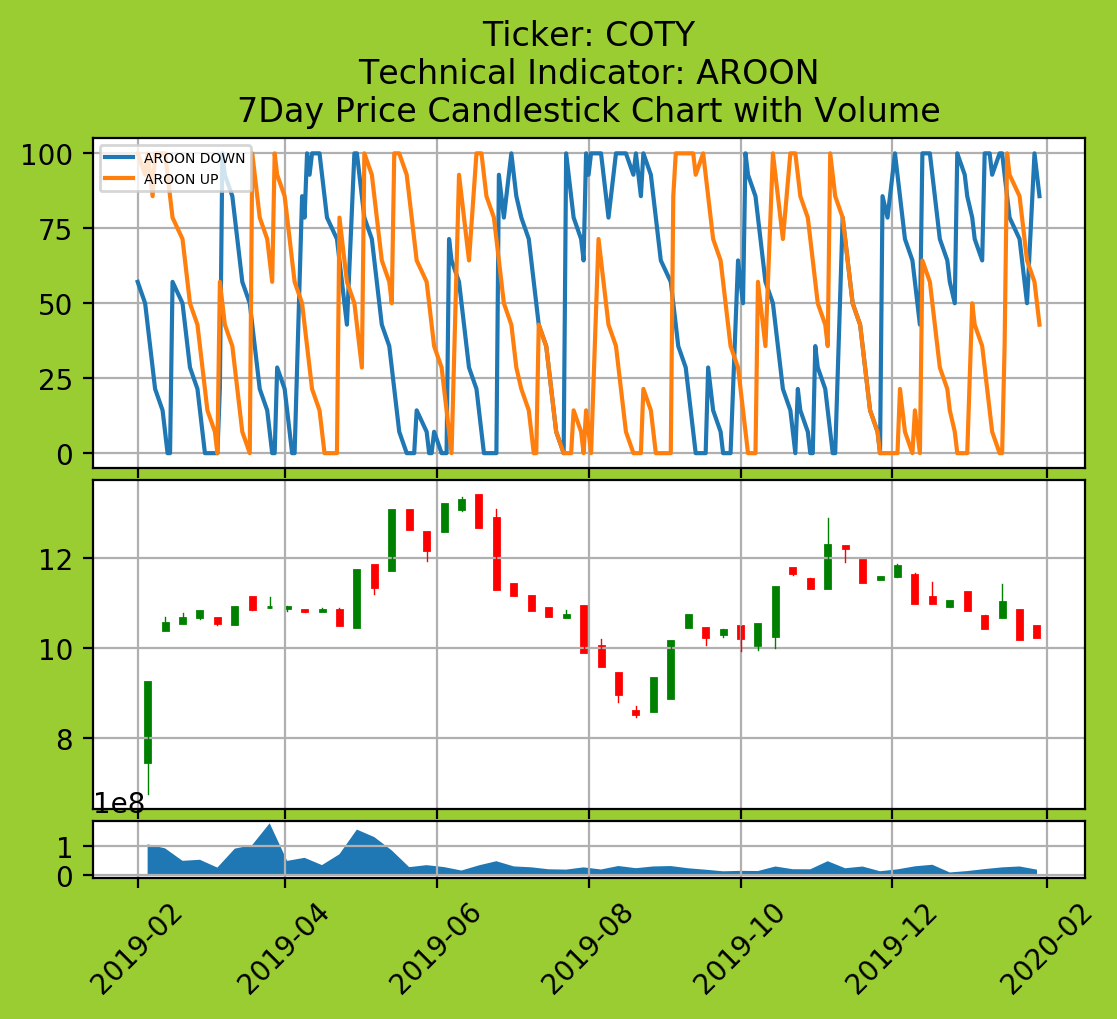 Ticker: COTY
Technical Indicator: AROON
7Day Price Candlestick Chart with Volume
100
75
50
25
0
AROON DOWN
AROON UP
12
10
8
1e8
1
0
2019-02
2019-04
2019-06
2019-08
2019-10
2019-12
2020-02